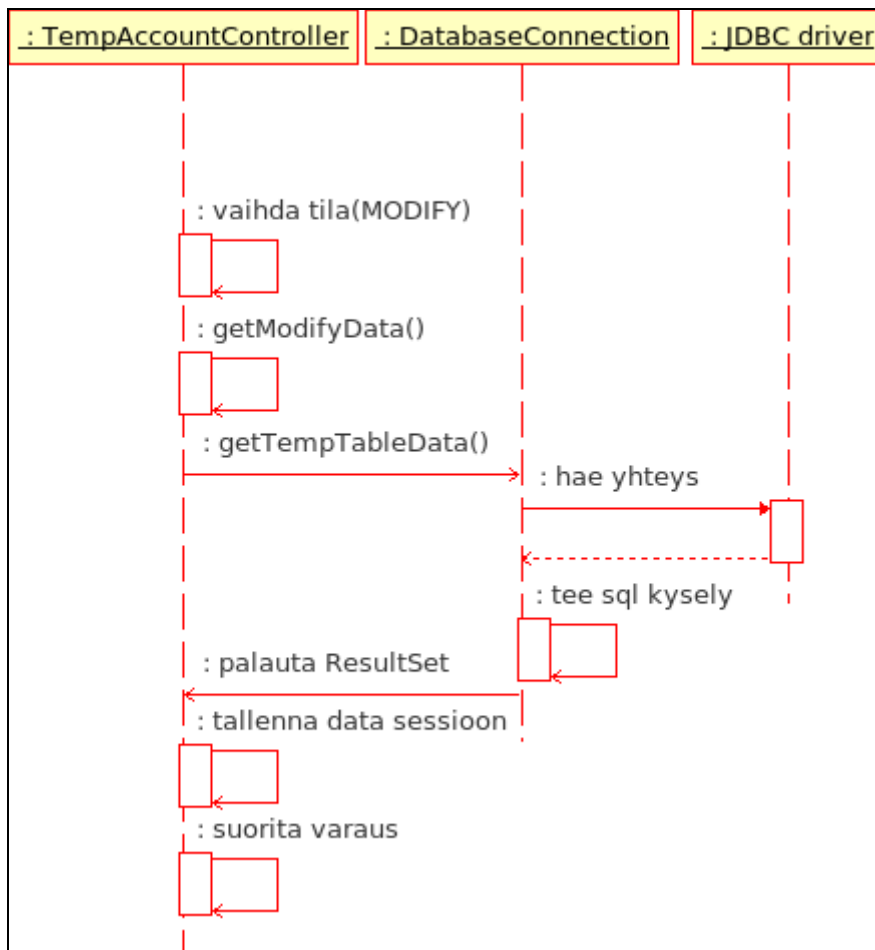 : TempAccountController
: DatabaseConnection
: JDBC driver
: vaihda tila(MODIFY)
: getModifyData()
: getTempTableData()
: hae yhteys
: tee sql kysely
: palauta ResultSet
: tallenna data sessioon
: suorita varaus